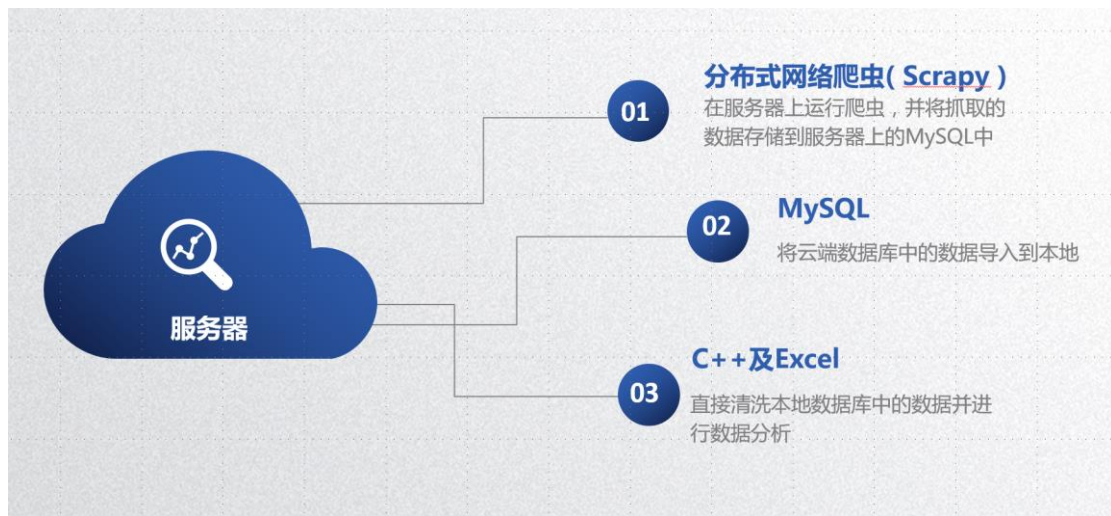 分布式网络爬虫( Scrapy )
01
在服务器上运行爬虫，并将抓取的
数据存储到服务器上的MySQL中
MySQL
02
将云端数据库中的数据导入到本地
服务器
C++及Excel
03
直接清洗本地数据库中的数据并进
行数据分析